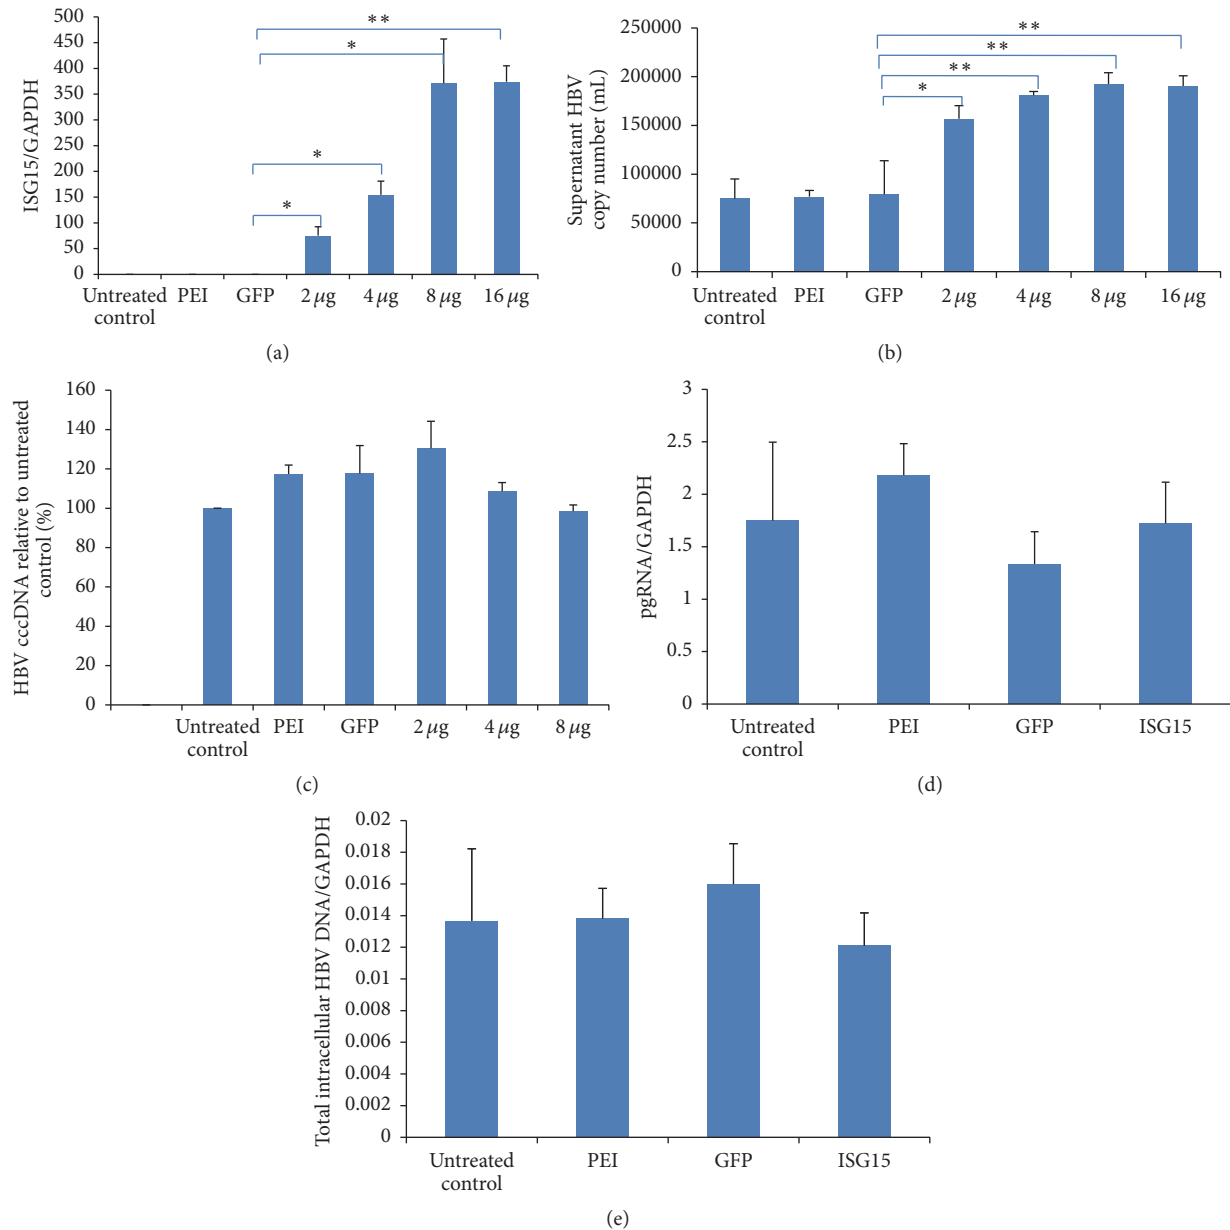 500
450
400
350
300
250
200
150
100
50
0
ISG15/GAPDH
**
*
*
*
Untreated control
PEI
GFP
2 μg
4 μg
8 μg
16 μg
(a)
250000
200000
150000
100000
50000
0
Supernatant HBV
copy number (mL)
**
**
**
*
Untreated control
PEI
GFP
2 μg
4 μg
8 μg
16 μg
(b)
160
140
120
100
80
60
40
20
0
HBV cccDNA relative to untreated
control (%)
Untreated control
PEI
GFP
2 μg
4 μg
8 μg
(c)
3
2.5
2
1.5
1
0.5
0
pgRNA/GAPDH
Untreated control
PEI
GFP
ISG15
(d)
0.02
0.018
0.016
0.014
0.012
0.01
0.008
0.006
0.004
0.002
0
Total intracellular HBV DNA/GAPDH
Untreated control
PEI
GFP
ISG15
(e)